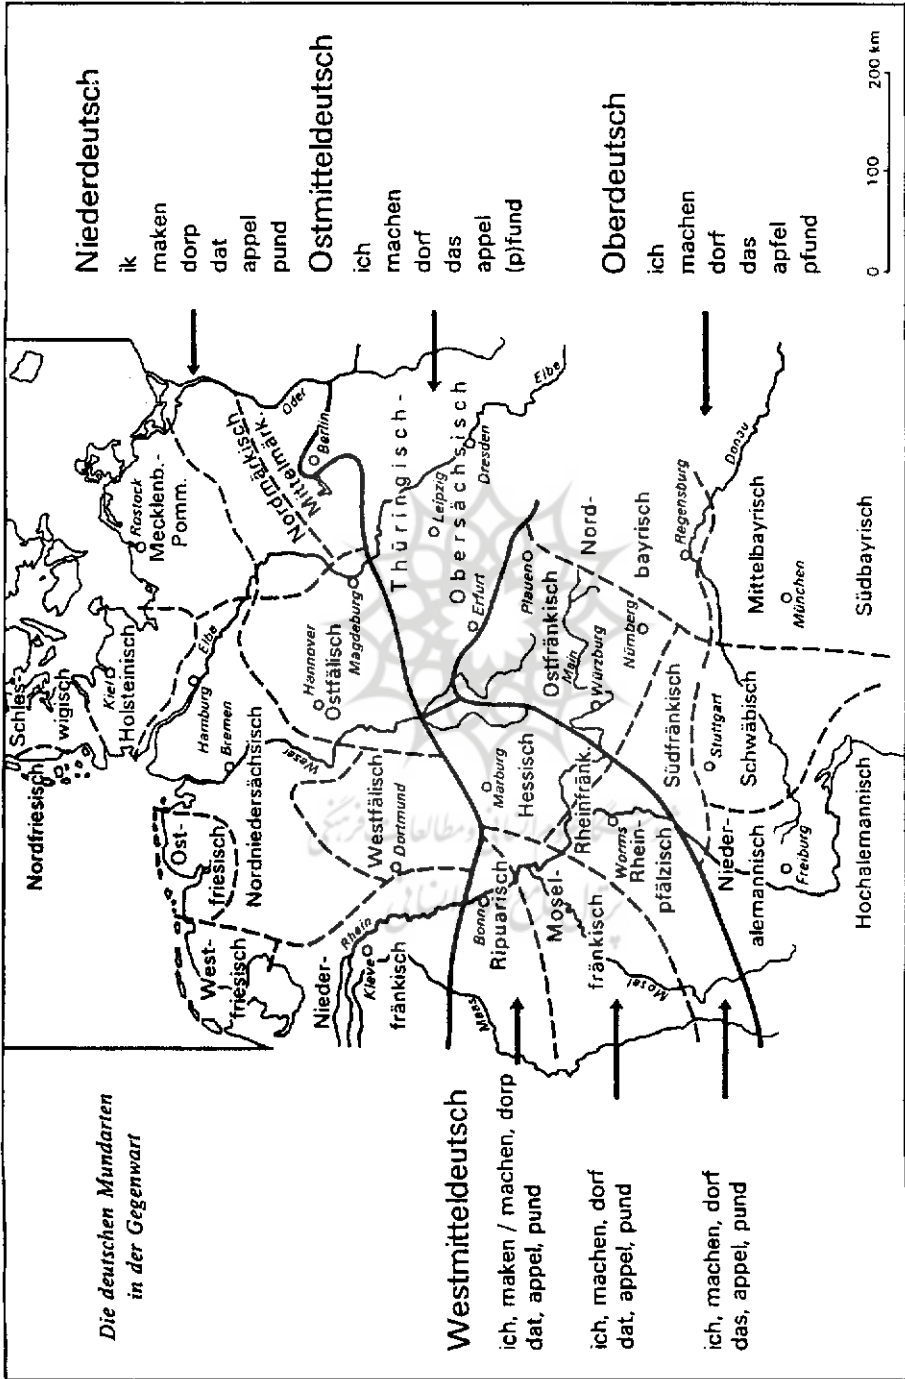 Die deutschen Mundarten
in der Gegenwart
Westmitteldeutsch
ich, maken / machen, dorp
dat, appel, pund
ich, machen, dorf
dat, appel, pund
ich, machen, dorf
das, appel, pund
Nordfriesisch
Schles-
wigisch
Kiel
Holsteinisch
Rostock
Mecklenb.-
Pomm.
West-
friesisch
Ost-
friesisch
Hamburg
Bremen
Elbe
Nordniedersächsisch
Weser
Nordmärkisch
Mittelmärk.
Oder
Berlin
Hannover
Ostfälisch
Magdeburg
Westfälisch
Dortmund
Nieder-
fränkisch
Rhein
Kleve
Thüringisch-
Obersächsisch
Leipzig
Dresden
Elbe
Erfurt
Maas
Bonn
Ripuarisch
Marburg
Hessisch
Mosel-
fränkisch
Mosel
Rheinfränk.
Worms
Rhein-
pfälzisch
Plauen
Ostfränkisch
Main
Würzburg
Nürnberg
Nord-
bayrisch
Regensburg
Donau
Südfränkisch
Stuttgart
Schwäbisch
Nieder-
alemannisch
Freiburg
Mittelbayrisch
München
Hochalemannisch
Südbayrisch
Niederdeutsch
ik
maken
dorp
dat
appel
pund
Ostmitteldeutsch
ich
machen
dorf
das
appel
(p)fund
Oberdeutsch
ich
machen
dorf
das
apfel
pfund
0 100 200 km